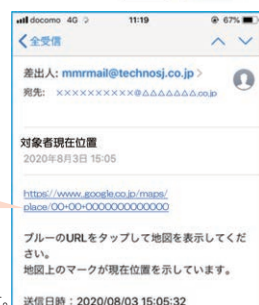 docomo 4G 11:19 67%
全受信
差出人: mmrmail@technosj.co.jp
宛先: ××××××××××@△△△△△△△.co.jp
対象者現在位置
2020年8月3日 15:05
https://www.google.co.jp/maps/
place/00+00+0000000000000
ブルーのURLをタップして地図を表示してくだ
さい。
地図上のマークが現在位置を示しています。
。
送信日時:2020/08/03 15:05:32